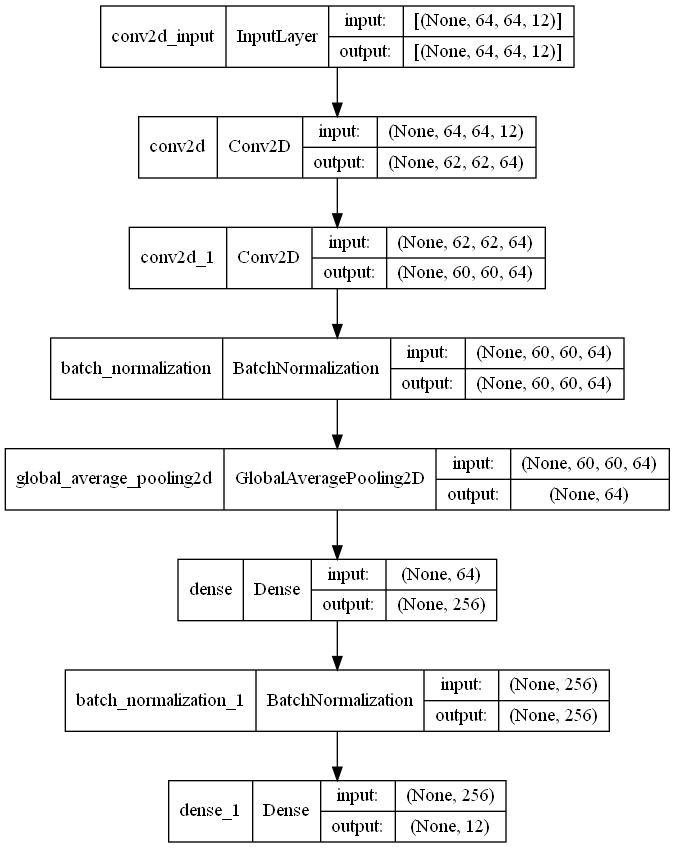 conv2d_input InputLayer input: [(None, 64, 64, 12)]
output: [(None, 64, 64, 12)]
conv2d Conv2D input: (None, 64, 64, 12)
output: (None, 62, 62, 64)
conv2d_1 Conv2D input: (None, 62, 62, 64)
output: (None, 60, 60, 64)
batch_normalization BatchNormalization input: (None, 60, 60, 64)
output: (None, 60, 60, 64)
global_average_pooling2d GlobalAveragePooling2D input: (None, 60, 60, 64)
output: (None, 64)
dense Dense input: (None, 64)
output: (None, 256)
batch_normalization_1 BatchNormalization input: (None, 256)
output: (None, 256)
dense_1 Dense input: (None, 256)
output: (None, 12)